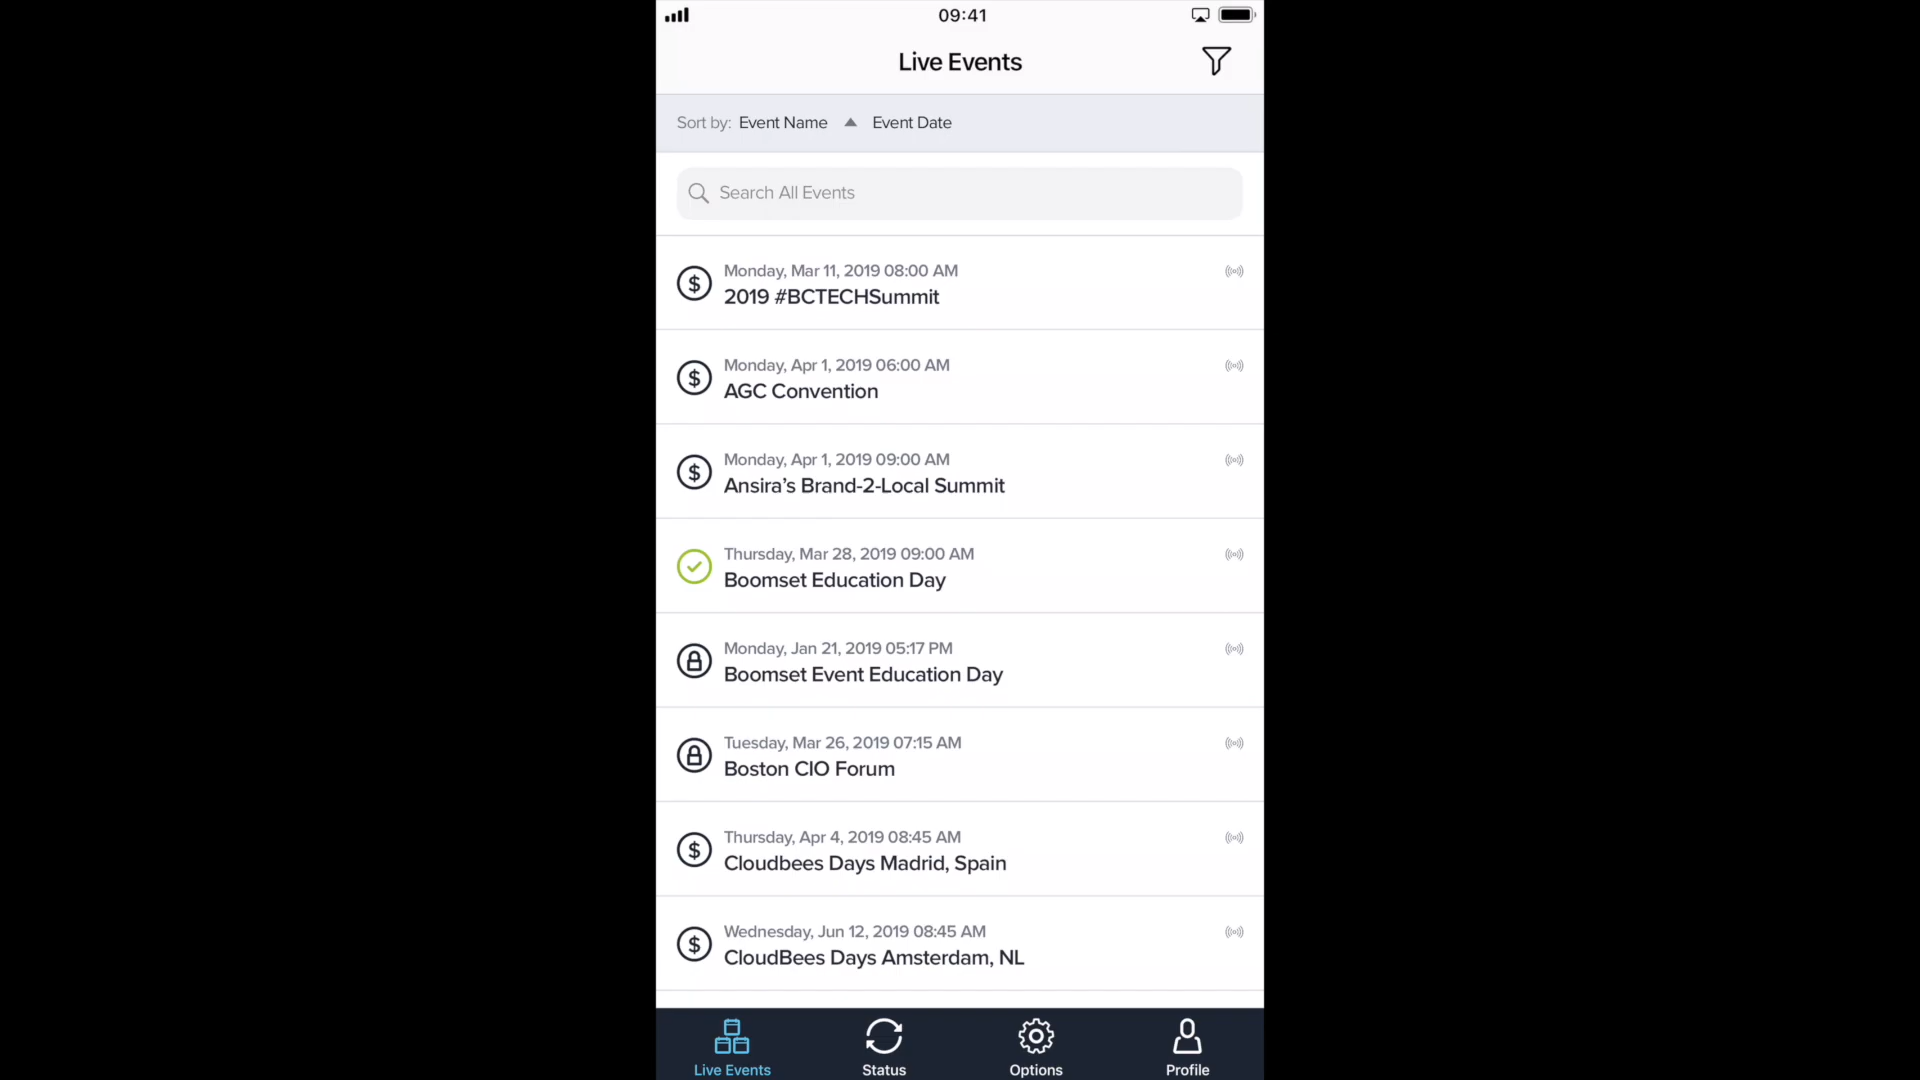 09:41
Live Events
Sort by: Event Name ▲ Event Date
Search All Events
Monday, Mar 11, 2019 08:00 AM
2019 #BCTECHSummit
Monday, Apr 1, 2019 06:00 AM
AGC Convention
Monday, Apr 1, 2019 09:00 AM
Ansira’s Brand-2-Local Summit
Thursday, Mar 28, 2019 09:00 AM
Boomset Education Day
Monday, Jan 21, 2019 05:17 PM
Boomset Event Education Day
Tuesday, Mar 26, 2019 07:15 AM
Boston CIO Forum
Thursday, Apr 4, 2019 08:45 AM
Cloudbees Days Madrid, Spain
Wednesday, Jun 12, 2019 08:45 AM
CloudBees Days Amsterdam, NL
Live Events Status Options Profile